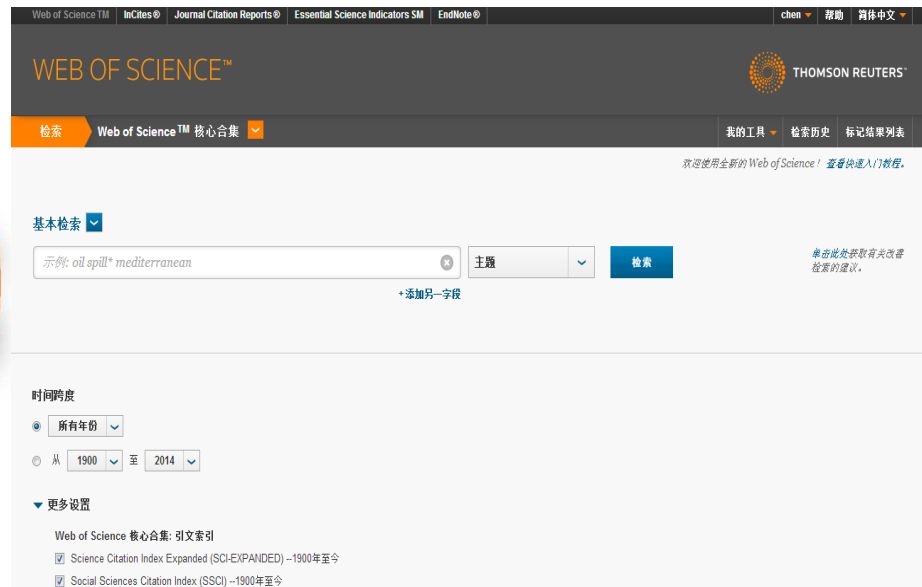 Web of Science TM InCites® Journal Citation Reports® Essential Science Indicators SM EndNote® chen 帮助 简体中文
WEB OF SCIENCE™
THOMSON REUTERS™
检索 Web of Science™ 核心合集 我的工具 检索历史 标记结果列表
欢迎使用全新的 Web of Science！ 查看快速入门教程。
基本检索
示例: oil spill* mediterranean 主题 检索
单击此处获取有关改善
检索的建议。
+添加另一字段
时间跨度
所有年份
从 1900 至 2014
更多设置
Web of Science 核心合集: 引文索引
Science Citation Index Expanded (SCI-EXPANDED) --1900年至今
Social Sciences Citation Index (SSCI) --1900年至今